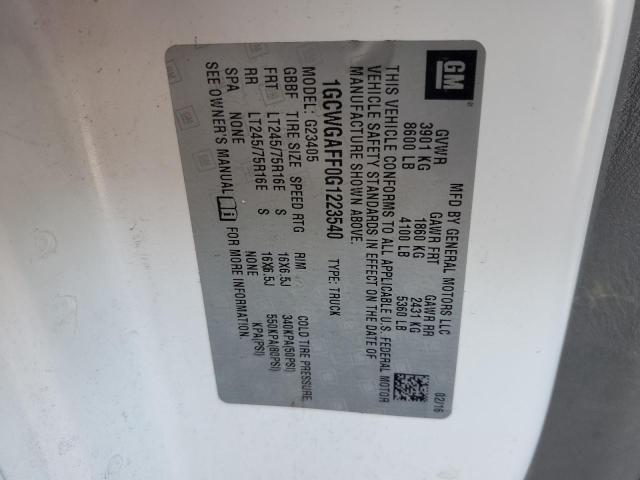 GM
MFD BY GENERAL MOTORS LLC
02/16
GVWR GAWR FRT GAWR RR
3901 KG 1860 KG 2431 KG
8600 LB 4100 LB 5360 LB
THIS VEHICLE CONFORMS TO ALL APPLICABLE U.S. FEDERAL MOTOR
VEHICLE SAFETY STANDARDS IN EFFECT ON THE DATE OF
MANUFACTURE SHOWN ABOVE.
1GCWGAFF0G1223540 TYPE: TRUCK
G23405
GBBF TIRE SIZE SPEED RTG RIM COLD TIRE PRESSURE
FRT LT245/75R16E S 16X6.5J 340KPA(50PSI)
RR LT245/75R16E S 16X6.5J 550KPA(80PSI)
SPA NONE NONE KPA(PSI)
SEE OWNER'S MANUAL FOR MORE INFORMATION